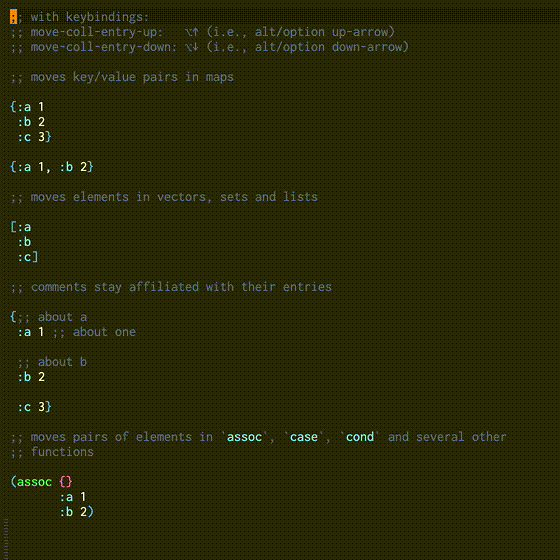 ;; with keybindings:
;; move-coll-entry-up:   ⌥↑ (i.e., alt/option up-arrow)
;; move-coll-entry-down: ⌥↓ (i.e., alt/option down-arrow)
;; moves key/value pairs in maps
{:a 1
 :b 2
 :c 3}
{:a 1, :b 2}
;; moves elements in vectors, sets and lists
[:a
 :b
 :c]
;; comments stay affiliated with their entries
{;; about a
 :a 1 ;; about one
 ;; about b
 :b 2
 :c 3}
;; moves pairs of elements in `assoc`, `case`, `cond` and several other
;; functions
(assoc {}
       :a 1
       :b 2)